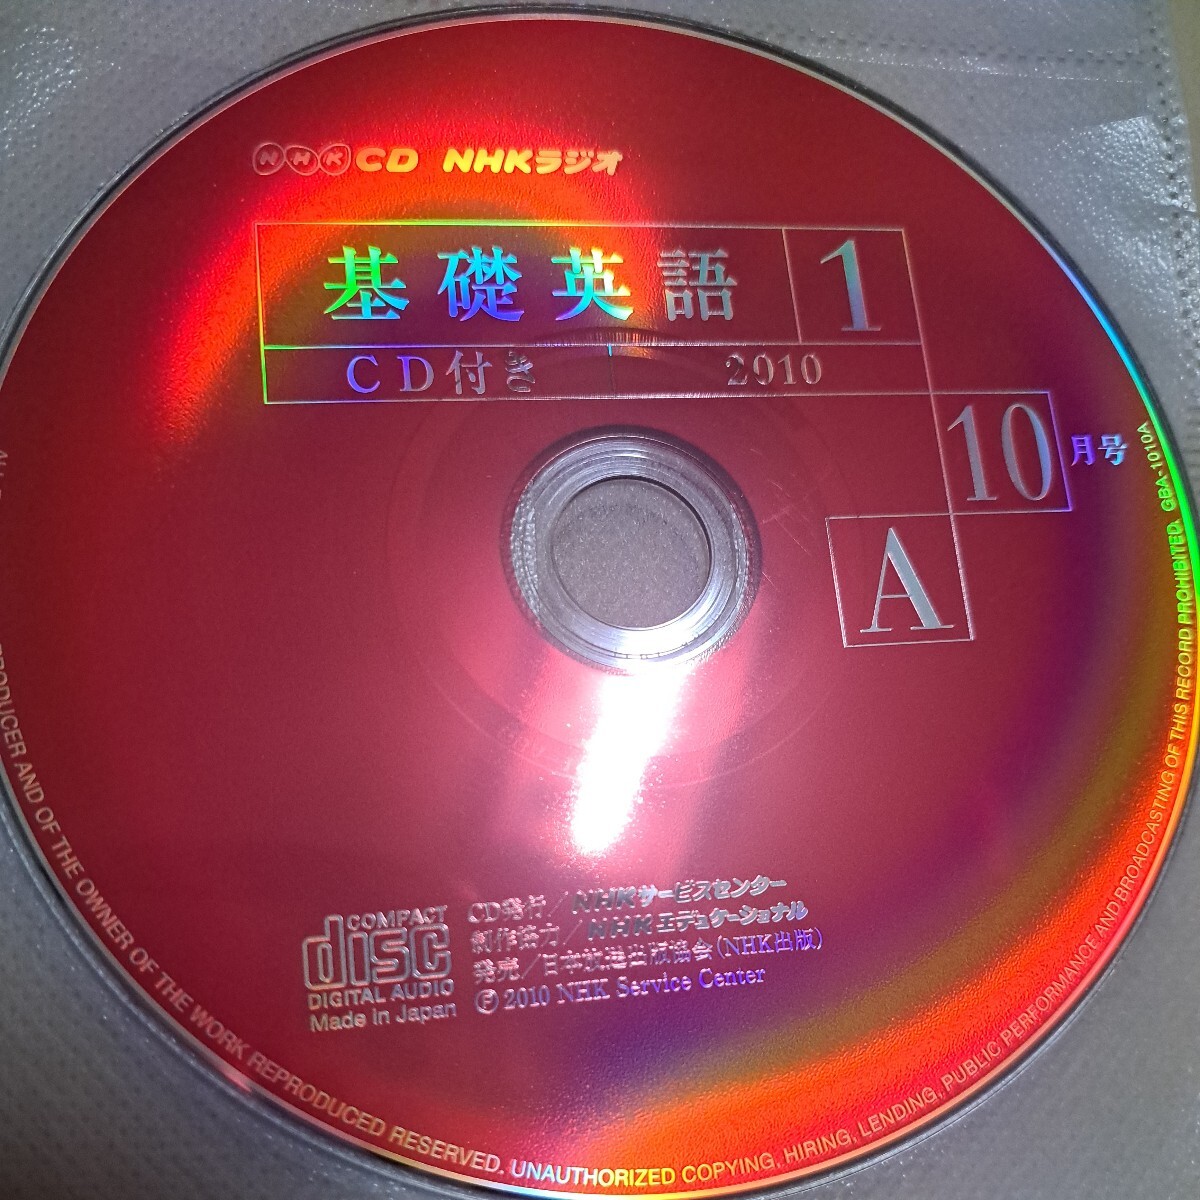 NHK CD NHKラジオ
基礎英語 1
CD付き 2010
10月号
A
COMPACT
disc
DIGITAL AUDIO
Made in Japan
CD発行/NHKサービスセンター
制作協力/NHKエデュケーショナル
発売/日本放送出版協会(NHK出版)
Ⓟ2010 NHK Service Center
PRODUCER AND OF THE OWNER OF THE WORK REPRODUCED RESERVED. UNAUTHORIZED COPYING, HIRING, LENDING, PUBLIC PERFORMANCE AND BROADCASTING OF THIS RECORD PROHIBITED. GBA-1010A